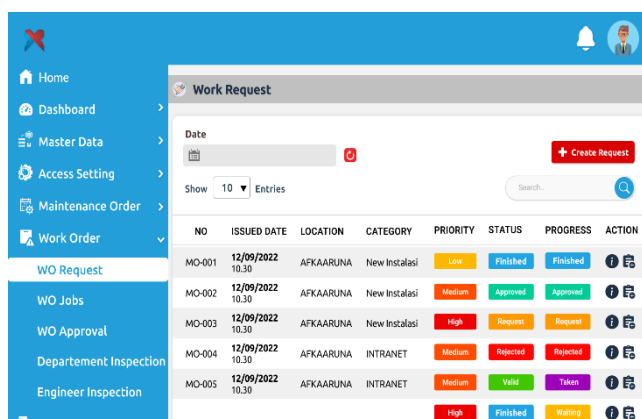 Home
Dashboard
Master Data
Access Setting
Maintenance Order
Work Order
WO Request
WO Jobs
WO Approval
Departement Inspection
Engineer Inspection
Work Request
Date
+ Create Request
Show 10 Entries
Search..
NO ISSUED DATE LOCATION CATEGORY PRIORITY STATUS PROGRESS ACTION
MO-001 12/09/2022 10.30 AFKAARUNA New Instalasi Low Finished Finished
MO-002 12/09/2022 10.30 AFKAARUNA New Instalasi Medium Approved Approved
MO-003 12/09/2022 10.30 AFKAARUNA New Instalasi High Request Request
MO-004 12/09/2022 10.30 AFKAARUNA INTRANET Medium Rejected Rejected
MO-005 12/09/2022 10.30 AFKAARUNA INTRANET Medium Valid Taken
High Finished Waiting